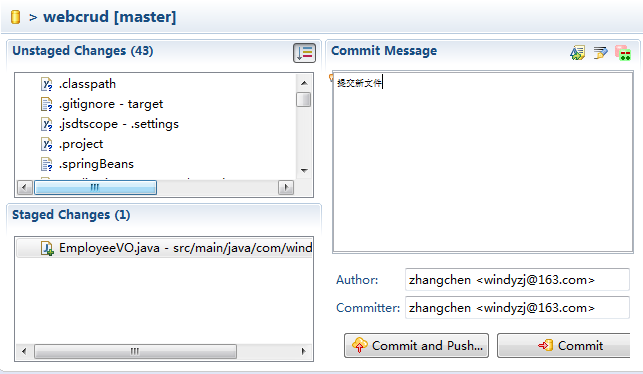 > webcrud [master]
Unstaged Changes (43)
.classpath
.gitignore - target
.jsdtscope - .settings
.project
.springBeans
Staged Changes (1)
EmployeeVO.java - src/main/java/com/wind
Commit Message
提交新文件
Author: zhangchen <windyzj@163.com>
Committer: zhangchen <windyzj@163.com>
Commit and Push...
Commit